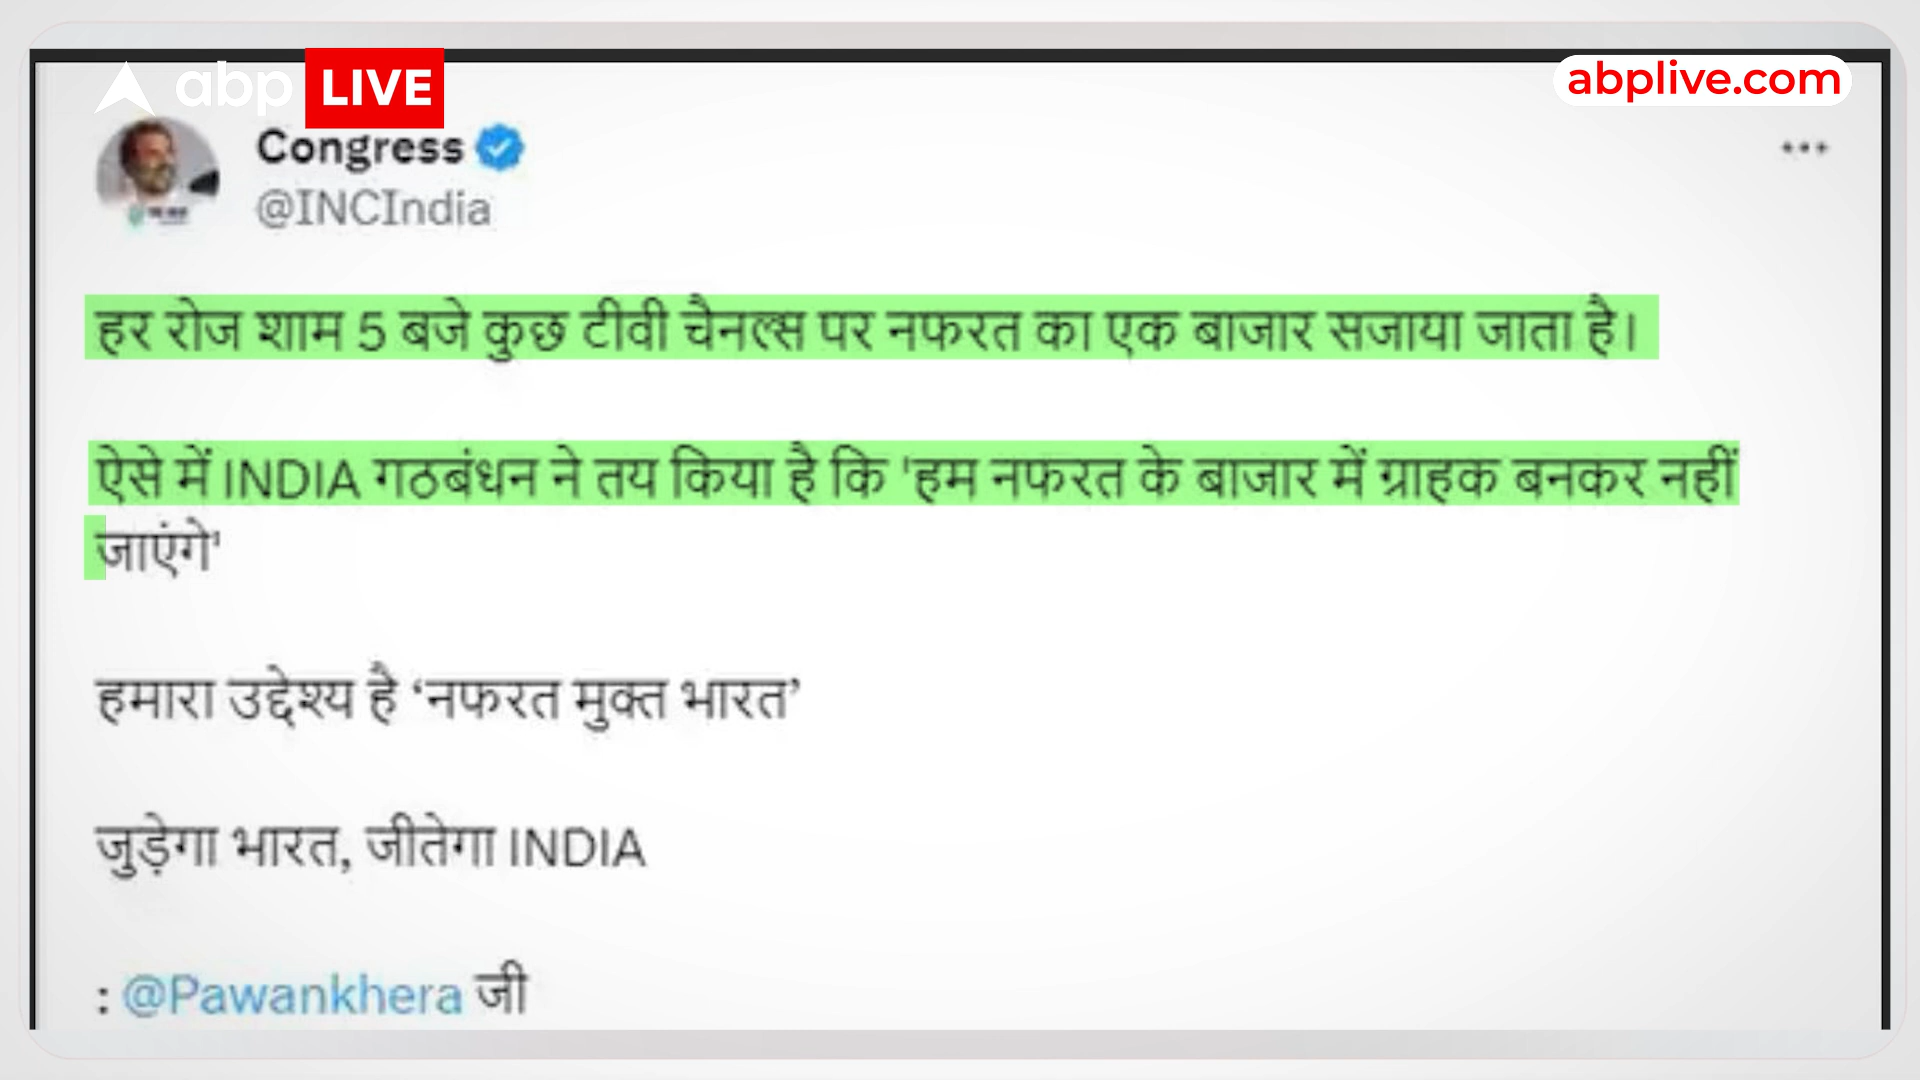 abp LIVE
abplive.com
Congress
@INCIndia
हर रोज शाम 5 बजे कुछ टीवी चैनल्स पर नफरत का एक बाजार सजाया जाता है।
ऐसे में INDIA गठबंधन ने तय किया है कि 'हम नफरत के बाजार में ग्राहक बनकर नहीं
जाएंगे'
हमारा उद्देश्य है ‘नफरत मुक्त भारत’
जुड़ेगा भारत, जीतेगा INDIA
: @Pawankhera जी